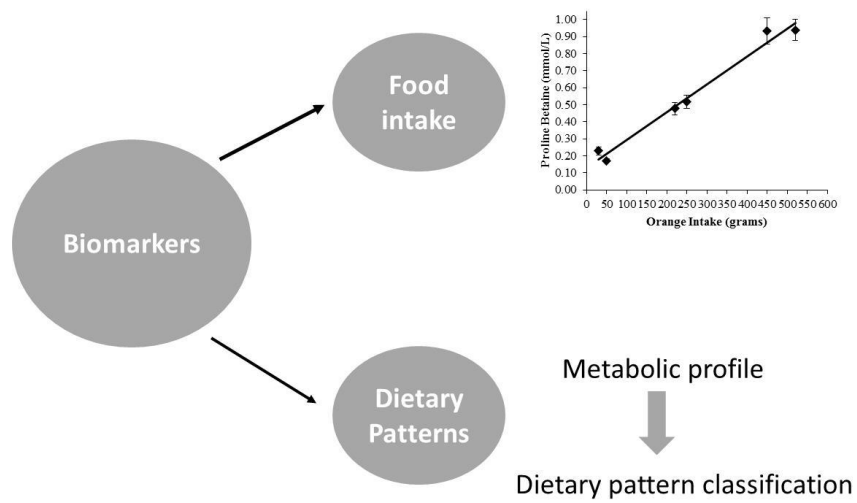 Biomarkers
Food
intake
Proline Betaine (mmol/L)
1.00
0.90
0.80
0.70
0.60
0.50
0.40
0.30
0.20
0.10
0.00
0 50 100 150 200 250 300 350 400 450 500 550 600
Orange Intake (grams)
Dietary
Patterns
Metabolic profile
Dietary pattern classification